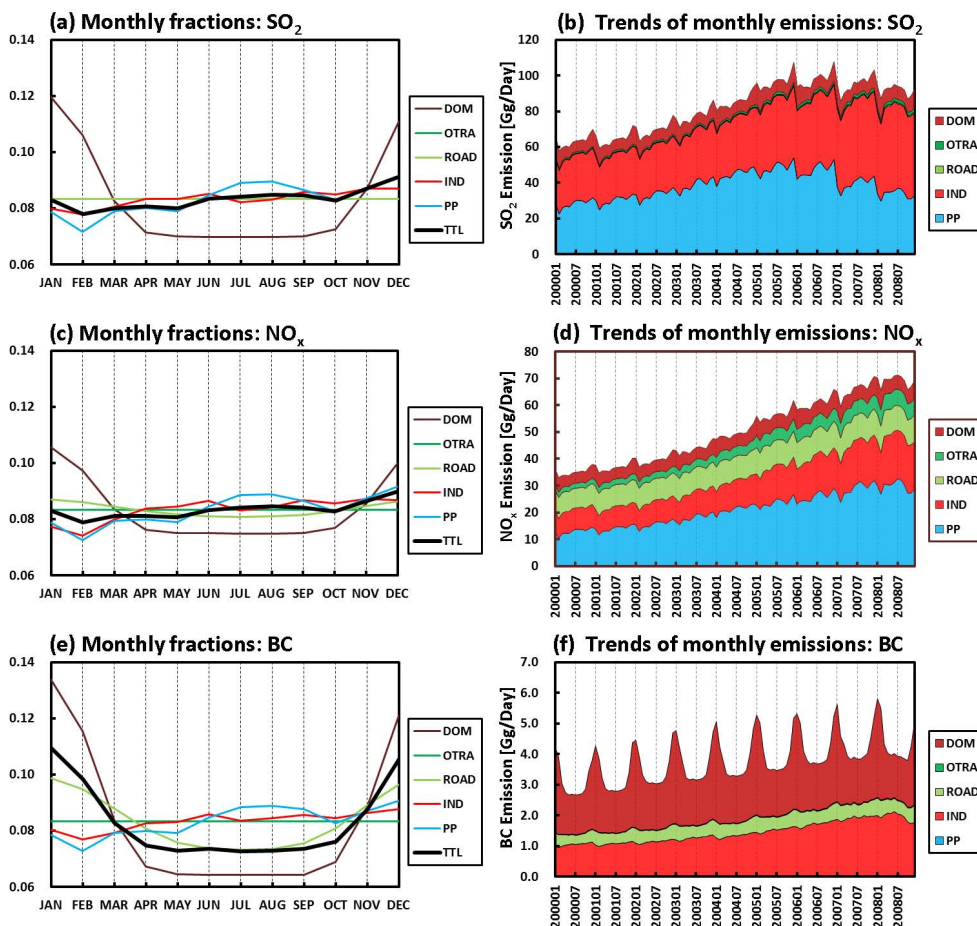 (a) Monthly fractions: SO2
0.14
0.12
0.10
0.08
0.06
JAN FEB MAR APR MAY JUN JUL AUG SEP OCT NOV DEC
DOM
OTRA
ROAD
IND
PP
TTL
(b) Trends of monthly emissions: SO2
SO2 Emission [Gg/Day]
120
100
80
60
40
20
0
200001 200007 200101 200107 200201 200207 200301 200307 200401 200407 200501 200507 200601 200607 200701 200707 200801 200807
DOM
OTRA
ROAD
IND
PP
(c) Monthly fractions: NOx
0.14
0.12
0.10
0.08
0.06
JAN FEB MAR APR MAY JUN JUL AUG SEP OCT NOV DEC
DOM
OTRA
ROAD
IND
PP
TTL
(d) Trends of monthly emissions: NOx
NOx Emission [Gg/Day]
80
70
60
50
40
30
20
10
0
200001 200007 200101 200107 200201 200207 200301 200307 200401 200407 200501 200507 200601 200607 200701 200707 200801 200807
DOM
OTRA
ROAD
IND
PP
(e) Monthly fractions: BC
0.14
0.12
0.10
0.08
0.06
JAN FEB MAR APR MAY JUN JUL AUG SEP OCT NOV DEC
DOM
OTRA
ROAD
IND
PP
TTL
(f) Trends of monthly emissions: BC
BC Emission [Gg/Day]
7.0
6.0
5.0
4.0
3.0
2.0
1.0
0.0
200001 200007 200101 200107 200201 200207 200301 200307 200401 200407 200501 200507 200601 200607 200701 200707 200801 200807
DOM
OTRA
ROAD
IND
PP